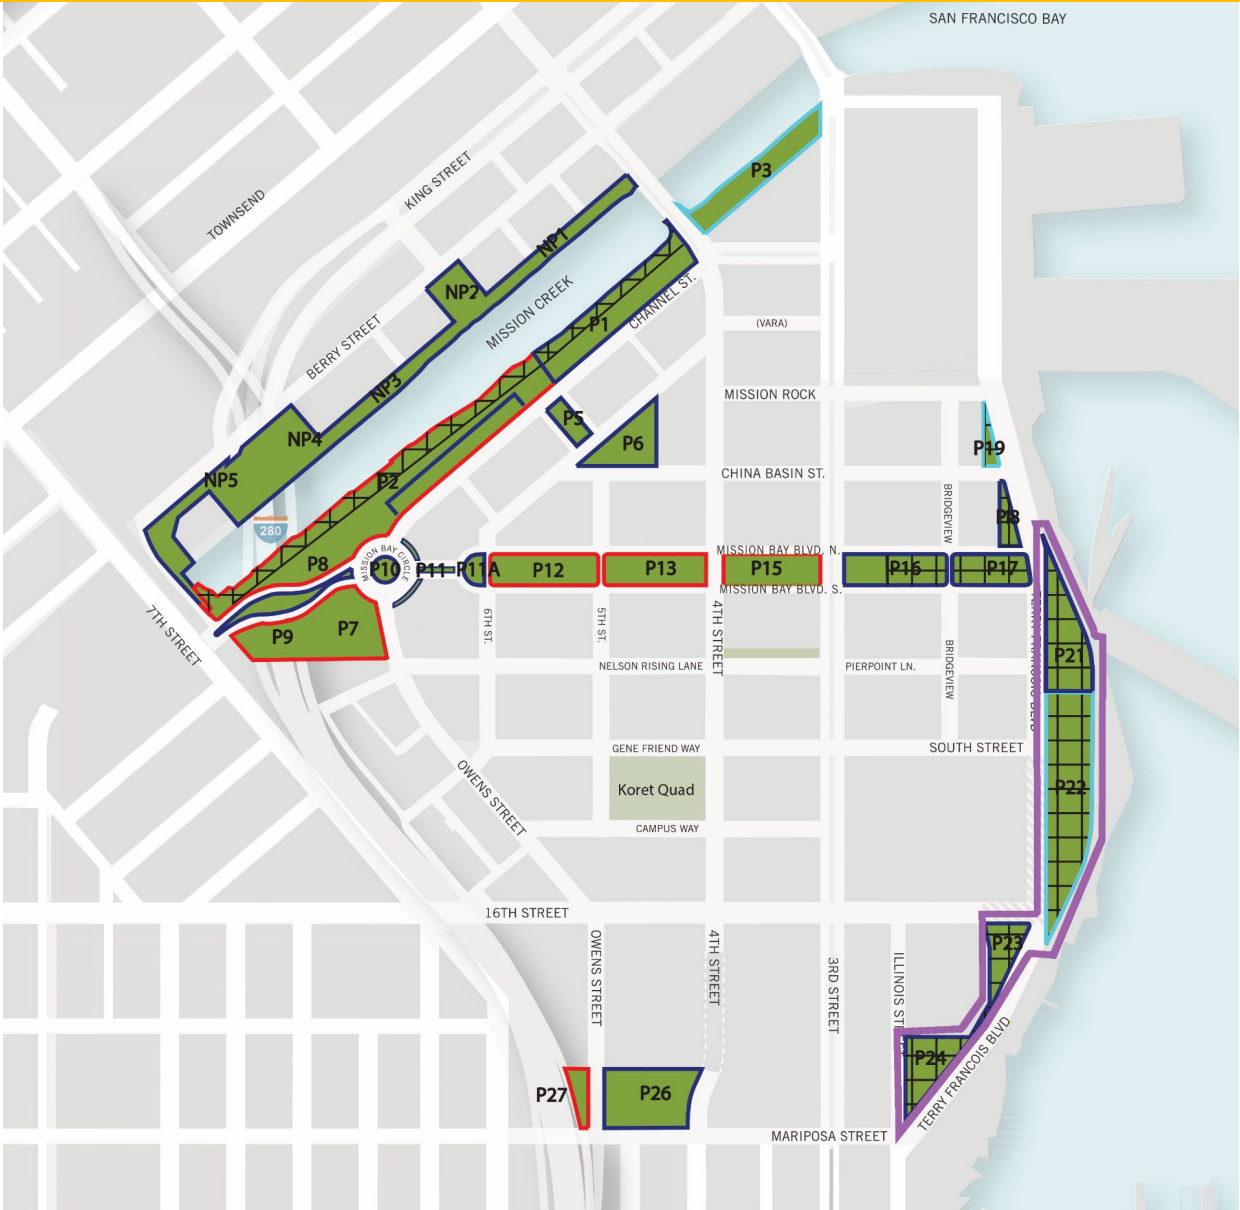 SAN FRANCISCO BAY
P3
KING STREET
TOWNSEND
NP1
NP2
MISSION CREEK
CHANNEL ST.
P1
(VARA)
BERRY STREET
NP3
MISSION ROCK
P5
P6
NP4
P19
CHINA BASIN ST.
NP5
P2
BRIDGEVIEW
P18
280
MISSION BAY BLVD. N.
MISSION BAY CIRCLE
P8
P10
P11
P11A
P12
P13
P15
P16
P17
MISSION BAY BLVD. S.
TERRY FRANCOIS BLVD
7TH STREET
P9
P7
6TH ST.
5TH ST.
4TH STREET
BRIDGEVIEW
P21
NELSON RISING LANE
PIERPOINT LN.
GENE FRIEND WAY
SOUTH STREET
OWENS STREET
Koret Quad
P22
CAMPUS WAY
16TH STREET
OWENS STREET
4TH STREET
3RD STREET
ILLINOIS STREET
P23
P24
TERRY FRANCOIS BLVD
P27
P26
MARIPOSA STREET